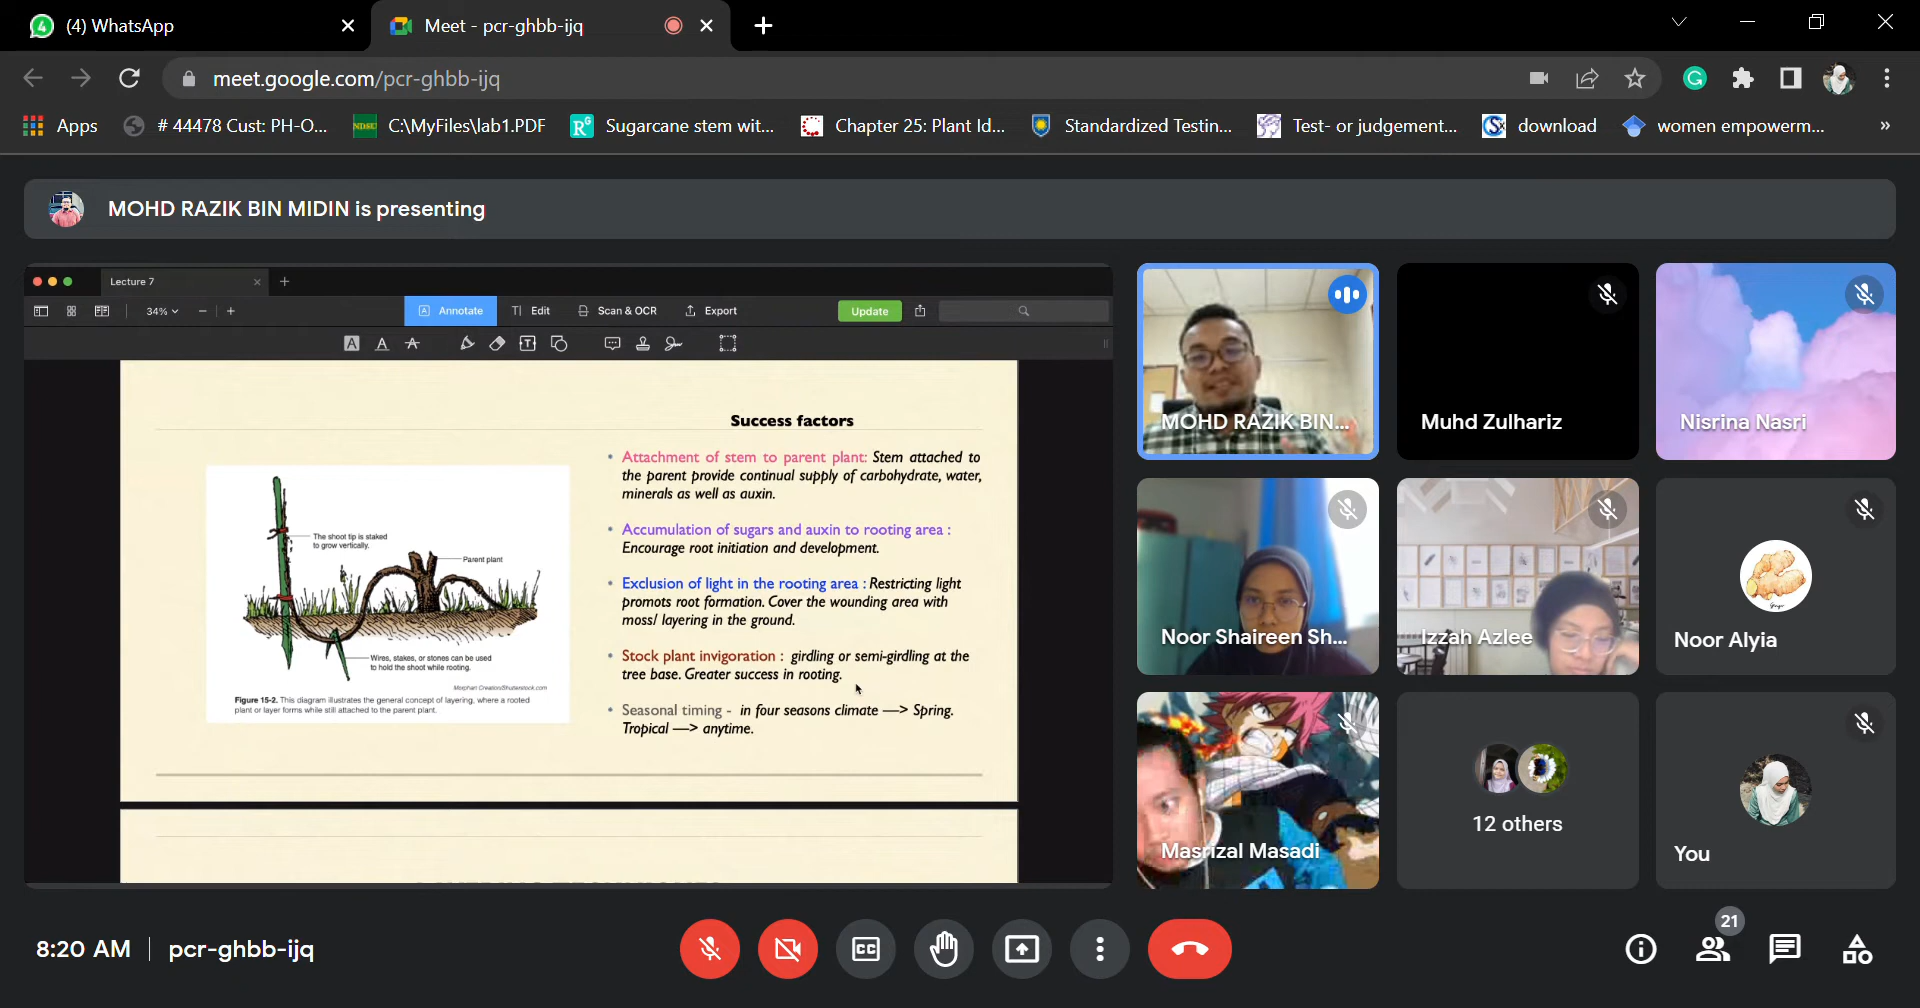 (4) WhatsApp
Meet - pcr-ghbb-ijq
meet.google.com/pcr-ghbb-ijq
Apps
# 44478 Cust: PH-O...
NDSU
C:\MyFiles\lab1.PDF
Sugarcane stem wit...
Chapter 25: Plant Id...
Standardized Testin...
Test- or judgement...
download
women empowerm...
»
MOHD RAZIK BIN MIDIN is presenting
Lecture 7
34%
Annotate
Edit
Scan & OCR
Export
Update
Success factors
• Attachment of stem to parent plant: Stem attached to
the parent provide continual supply of carbohydrate, water,
minerals as well as auxin.
• Accumulation of sugars and auxin to rooting area :
Encourage root initiation and development.
• Exclusion of light in the rooting area : Restricting light
promots root formation. Cover the wounding area with
moss/ layering in the ground.
• Stock plant invigoration : girdling or semi-girdling at the
tree base. Greater success in rooting.
• Seasonal timing - in four seasons climate —> Spring.
Tropical —> anytime.
The shoot tip is staked
to grow vertically.
Parent plant
Wires, stakes, or stones can be used
to hold the shoot while rooting.
Morphart Creation/Shutterstock.com
Figure 15-2. This diagram illustrates the general concept of layering, where a rooted
plant or layer forms while still attached to the parent plant.
MOHD RAZIK BIN...
Muhd Zulhariz
Nisrina Nasri
Noor Shaireen Sh...
Izzah Azlee
Noor Alyia
Masrizal Masadi
12 others
You
8:20 AM
pcr-ghbb-ijq
CC
21